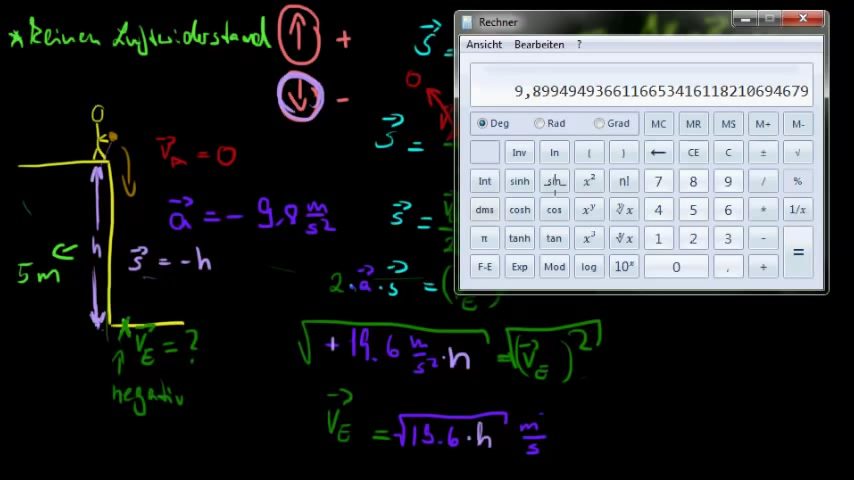 * Keinen Luftwiderstand ↑ +
↓ -
S =
0
S =
V_A = 0
a = - 9,8 m/s²
S =
h
5 m
S = -h
2 · a · S = (
V_E = ?
negativ
√+19.6 m/s² · h = √(V_E)²
V_E = √19.6 · h m/s
Rechner
Ansicht Bearbeiten ?
9,8994949366116653416118210694679
Deg Rad Grad MC MR MS M+ M-
Inv ln ( ) ← CE C ± √
Int sinh sin x² n! 7 8 9 / %
dms cosh cos xʸ ʸ√x 4 5 6 * 1/x
π tanh tan x³ ³√x 1 2 3 - =
F-E Exp Mod log 10ˣ 0 , +